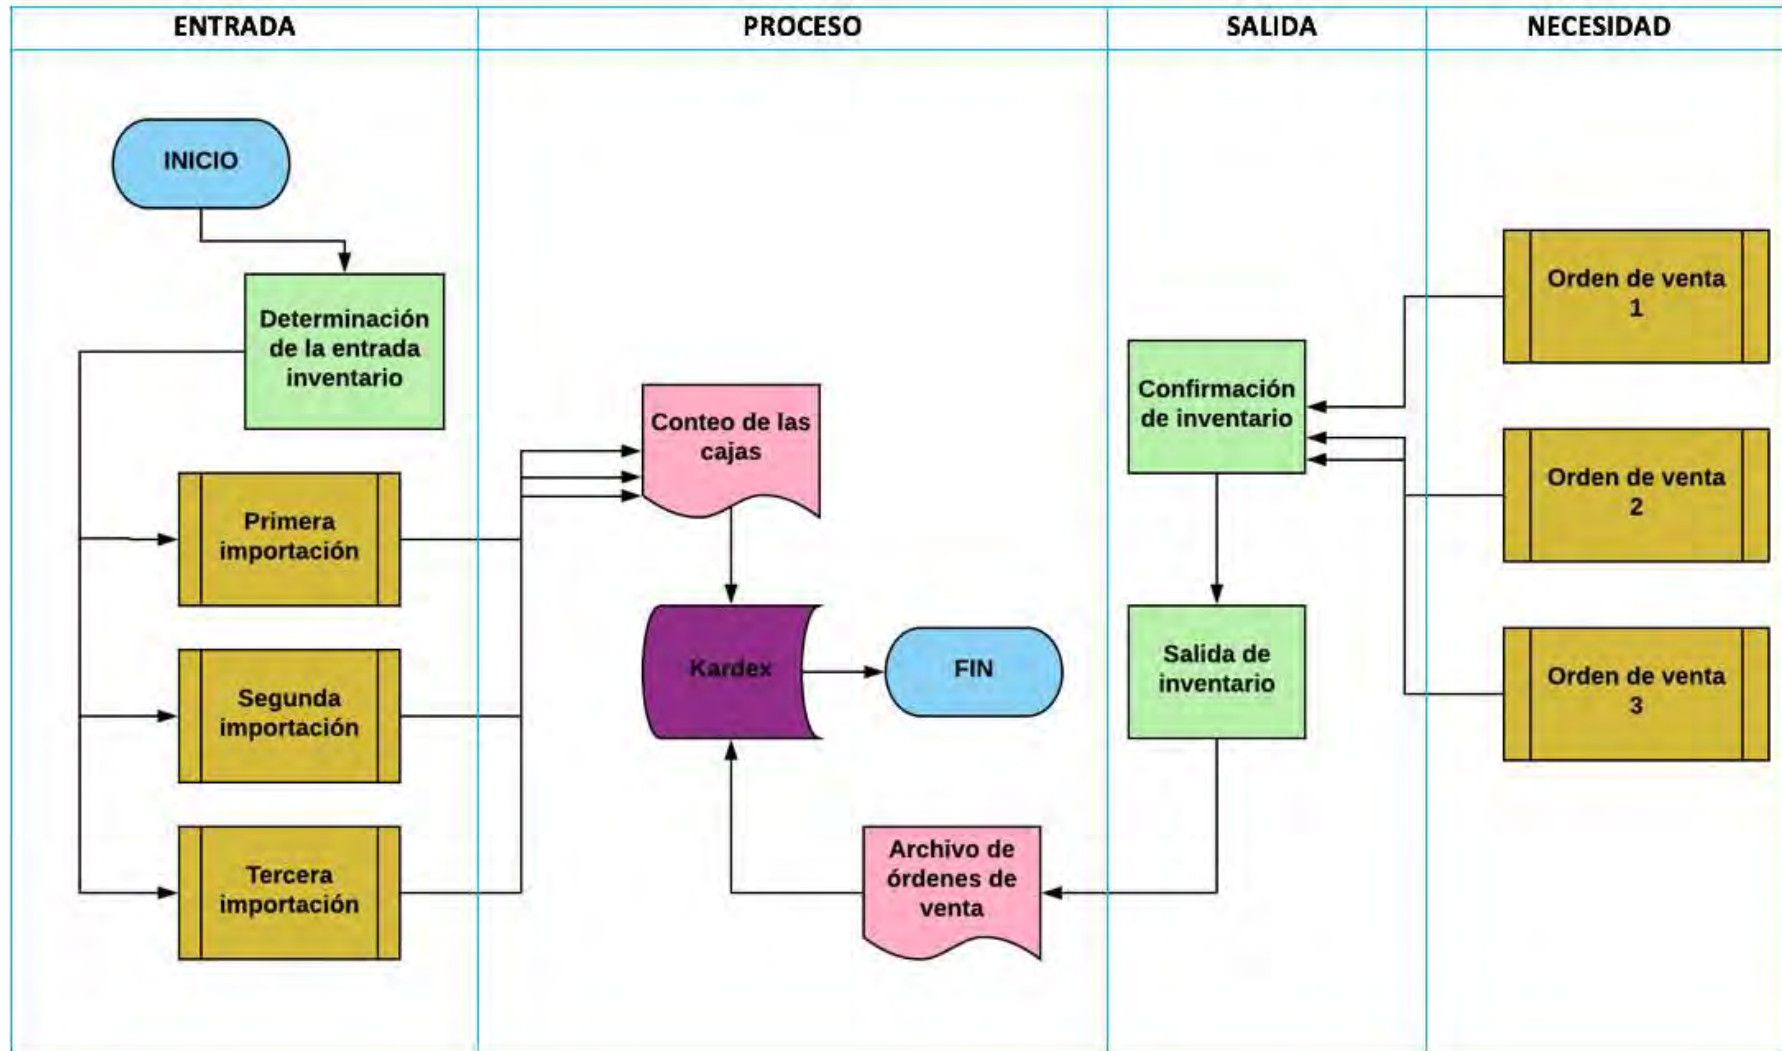 ENTRADA
PROCESO
SALIDA
NECESIDAD
INICIO
Determinación
de la entrada
inventario
Primera
importación
Segunda
importación
Tercera
importación
Conteo de las
cajas
Kardex
FIN
Archivo de
órdenes de
venta
Confirmación
de inventario
Salida de
inventario
Orden de venta
1
Orden de venta
2
Orden de venta
3